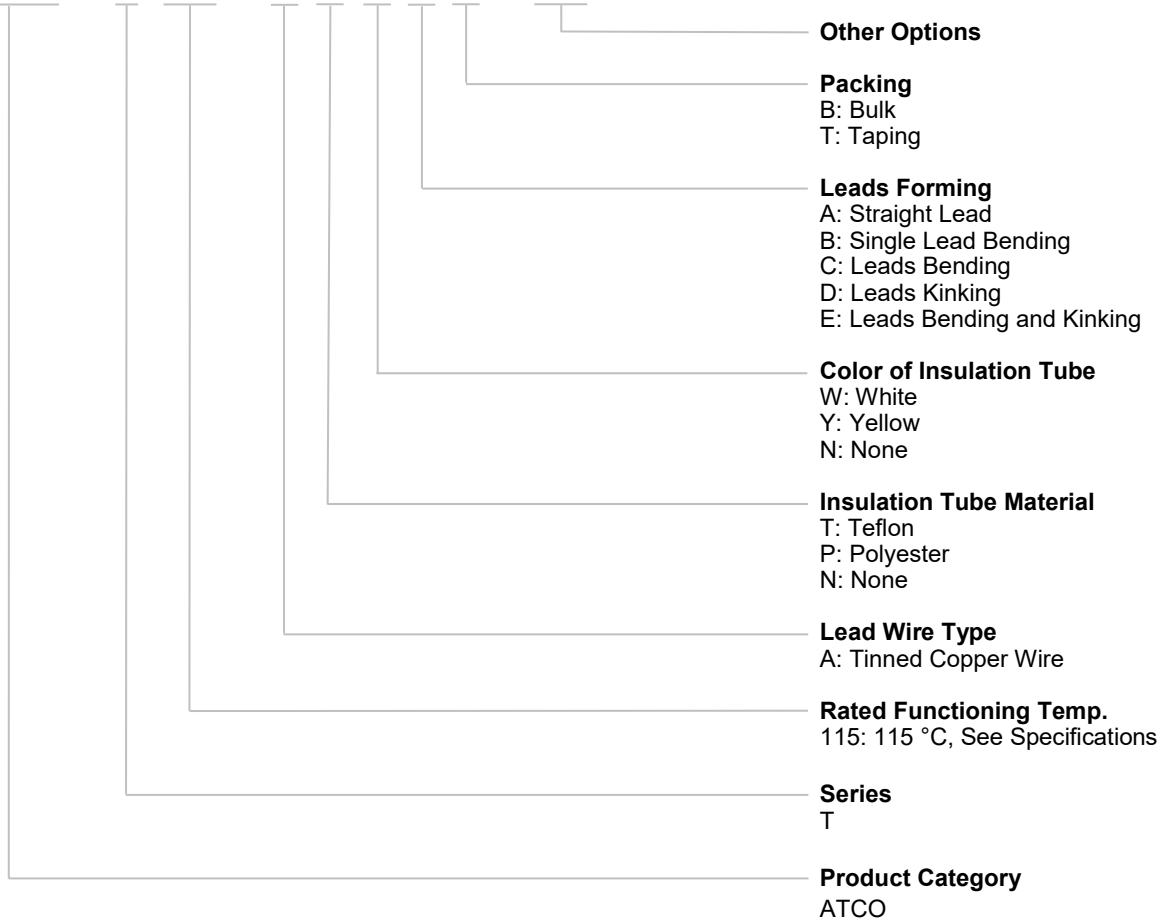 Other Options
Packing
B: Bulk
T: Taping
Leads Forming
A: Straight Lead
B: Single Lead Bending
C: Leads Bending
D: Leads Kinking
E: Leads Bending and Kinking
Color of Insulation Tube
W: White
Y: Yellow
N: None
Insulation Tube Material
T: Teflon
P: Polyester
N: None
Lead Wire Type
A: Tinned Copper Wire
Rated Functioning Temp.
115: 115 °C, See Specifications
Series
T
Product Category
ATCO